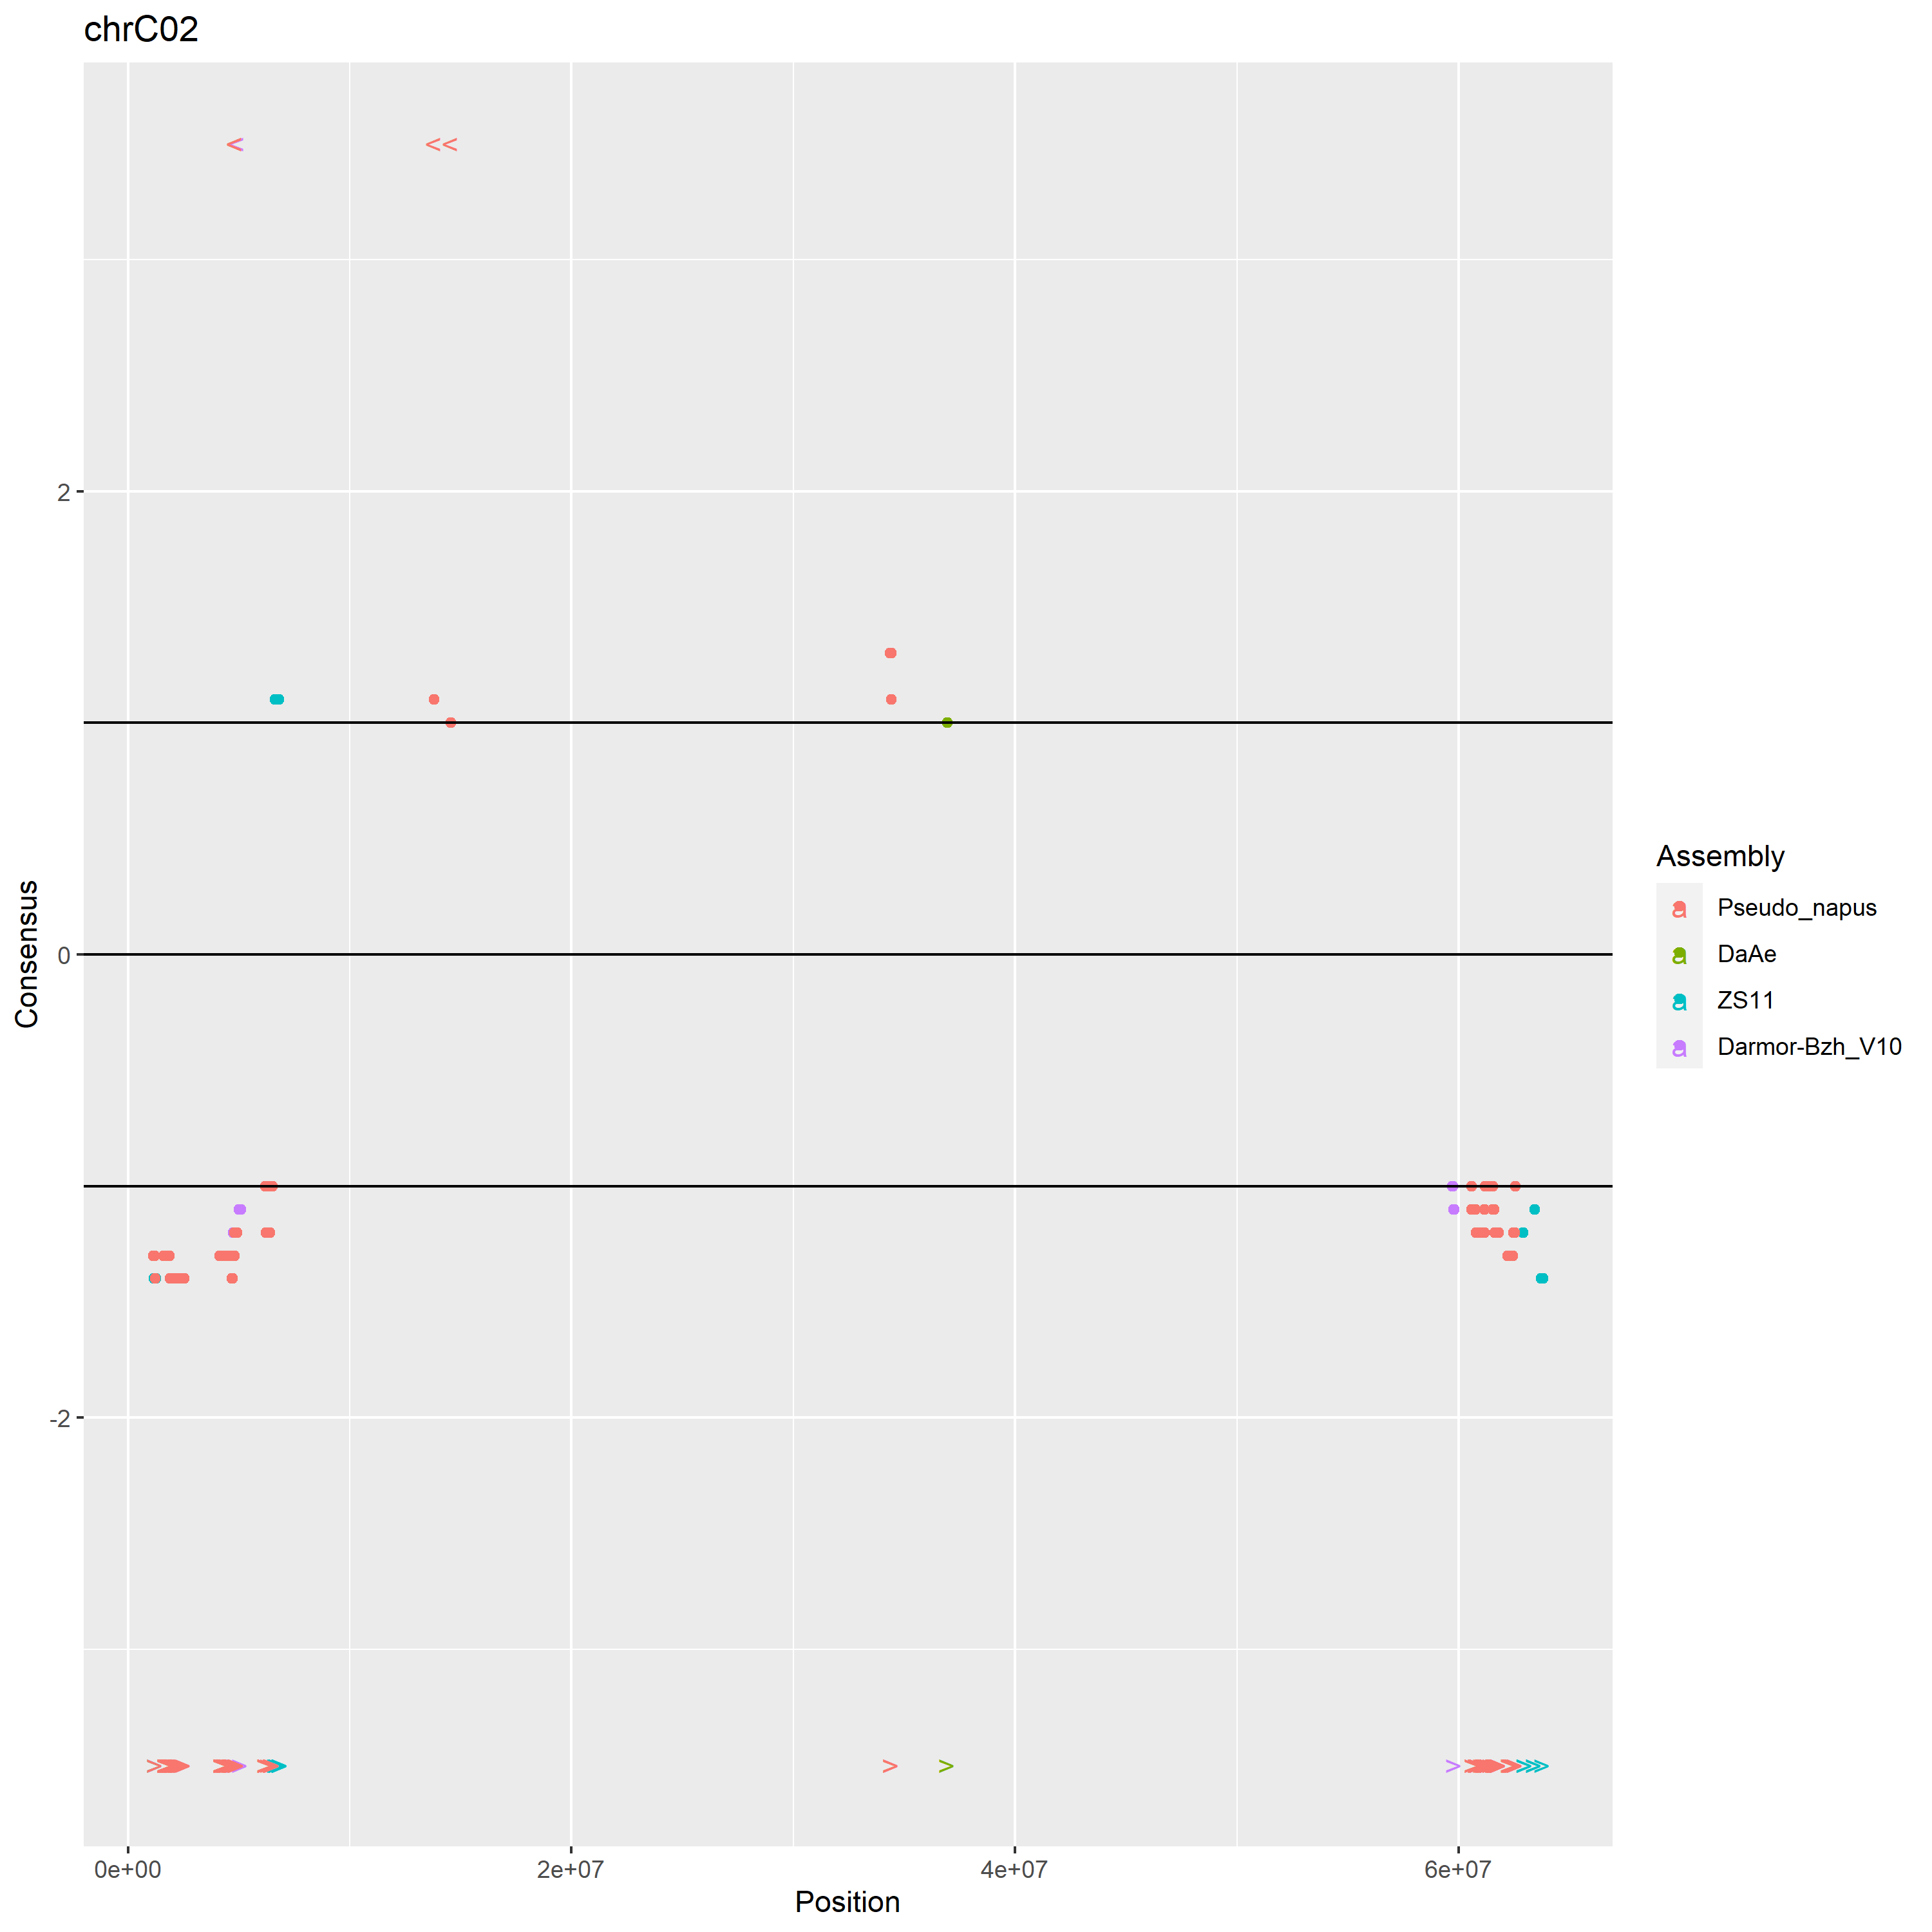 chrC02
<
<<
2
0
-2
Consensus
> >
0e+00 2e+07 4e+07 6e+07
Position
Assembly
a Pseudo_napus
a DaAe
a ZS11
a Darmor-Bzh_V10